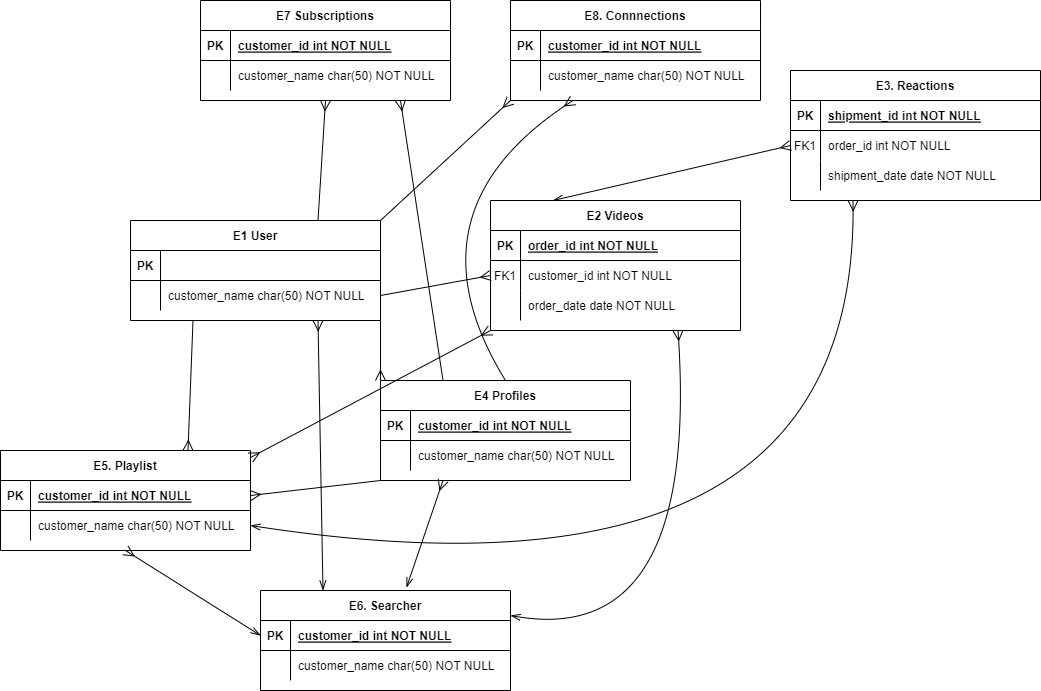 E7 Subscriptions
PK customer_id int NOT NULL
customer_name char(50) NOT NULL
E8. Connnections
PK customer_id int NOT NULL
customer_name char(50) NOT NULL
E3. Reactions
PK shipment_id int NOT NULL
FK1 order_id int NOT NULL
shipment_date date NOT NULL
E1 User
PK
customer_name char(50) NOT NULL
E2 Videos
PK order_id int NOT NULL
FK1 customer_id int NOT NULL
order_date date NOT NULL
E4 Profiles
PK customer_id int NOT NULL
customer_name char(50) NOT NULL
E5. Playlist
PK customer_id int NOT NULL
customer_name char(50) NOT NULL
E6. Searcher
PK customer_id int NOT NULL
customer_name char(50) NOT NULL